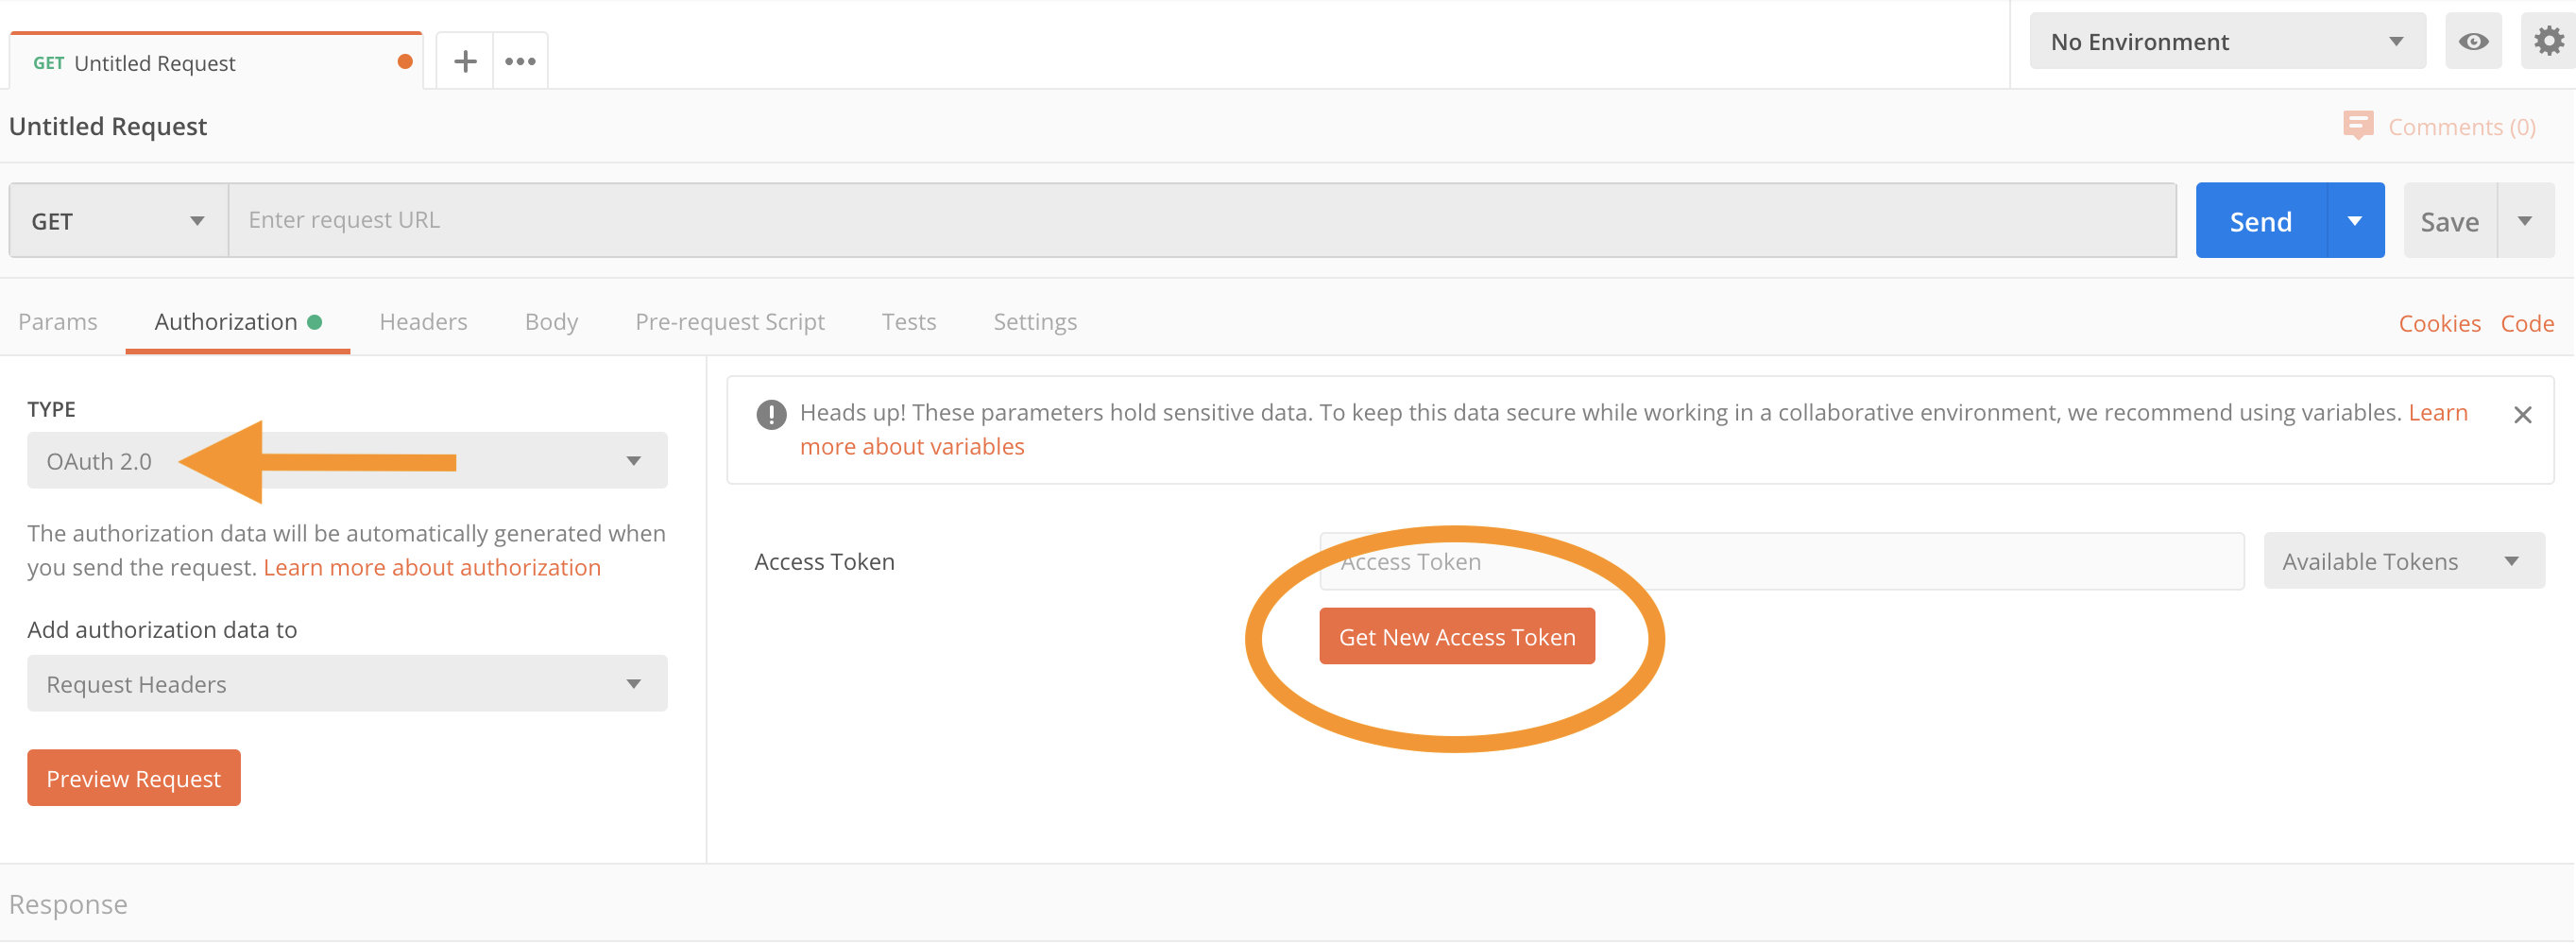 GET Untitled Request
No Environment
Untitled Request
Comments (0)
GET
Enter request URL
Send
Save
Params Authorization Headers Body Pre-request Script Tests Settings
Cookies Code
TYPE
OAuth 2.0
The authorization data will be automatically generated when
you send the request. Learn more about authorization
Add authorization data to
Request Headers
Preview Request
Heads up! These parameters hold sensitive data. To keep this data secure while working in a collaborative environment, we recommend using variables. Learn
more about variables
Access Token
Access Token
Available Tokens
Get New Access Token
Response